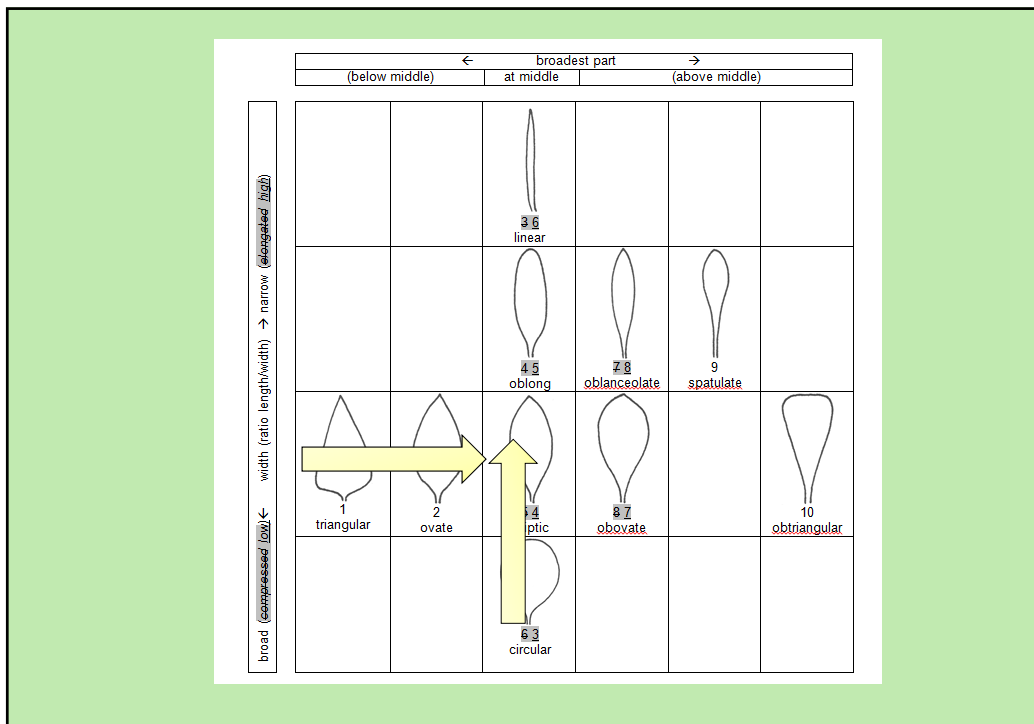 ← broadest part →
(below middle) at middle (above middle)
broad (compressed low)← width (ratio length/width) → narrow (elongated high)
3 6
linear
4 5
oblong
7 8
oblanceolate
9
spatulate
1
triangular
2
ovate
4
iptic
8 7
obovate
10
obtriangular
6 3
circular